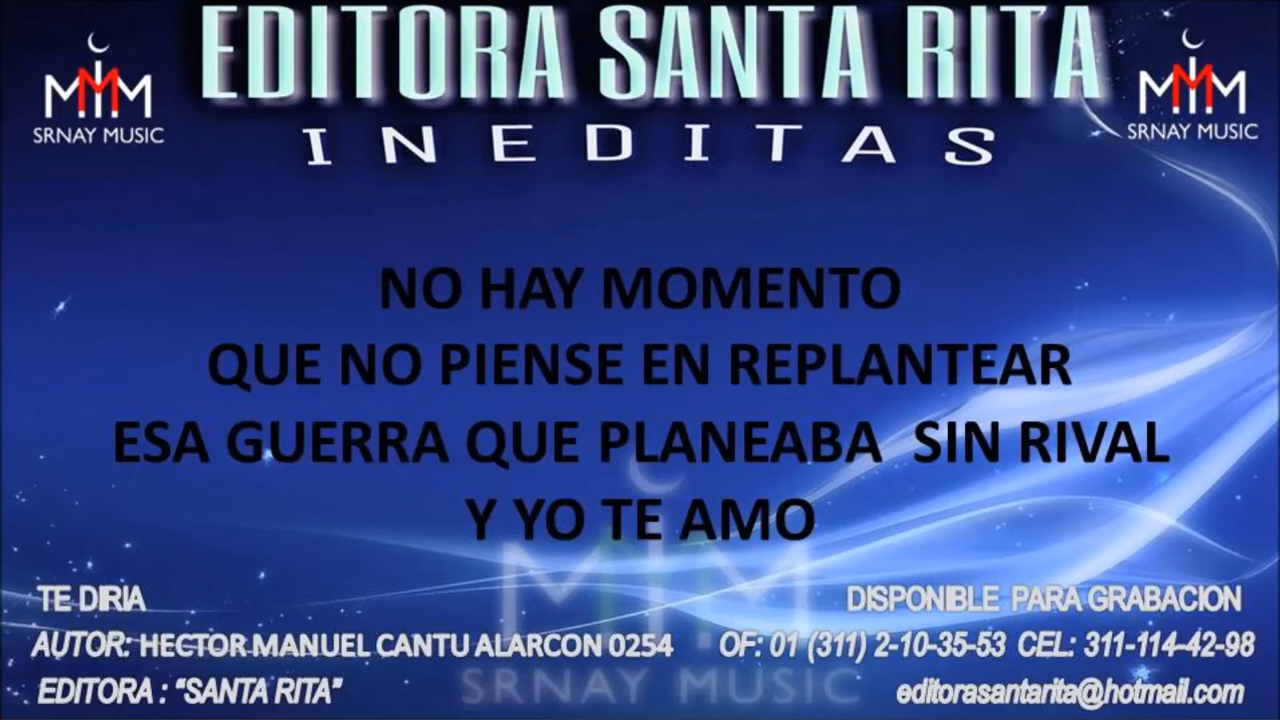 EDITORA SANTA RITA
INEDITAS
SRNAY MUSIC
SRNAY MUSIC
NO HAY MOMENTO
QUE NO PIENSE EN REPLANTEAR
ESA GUERRA QUE PLANEABA SIN RIVAL
Y YO TE AMO
TE DIRIA
DISPONIBLE PARA GRABACION
AUTOR: HECTOR MANUEL CANTU ALARCON 0254
OF: 01 (311) 2-10-35-53 CEL: 311-114-42-98
EDITORA : “SANTA RITA”
editorasantarita@hotmail.com
SRNAY MUSIC